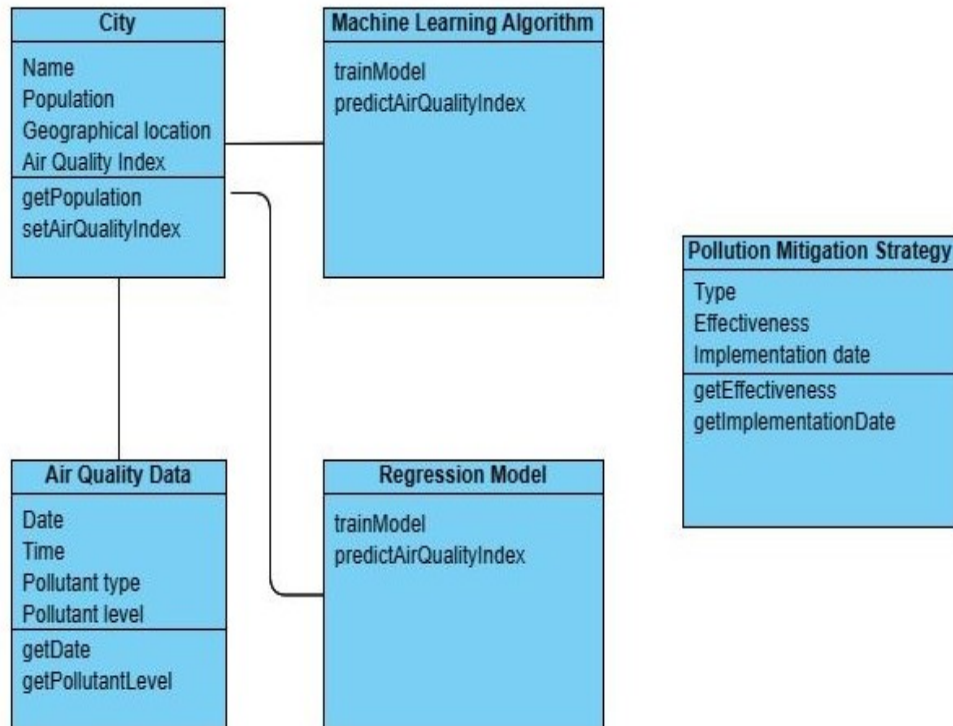 City
Name
Population
Geographical location
Air Quality Index
getPopulation
setAirQualityIndex
Machine Learning Algorithm
trainModel
predictAirQualityIndex
Pollution Mitigation Strategy
Type
Effectiveness
Implementation date
getEffectiveness
getImplementationDate
Air Quality Data
Date
Time
Pollutant type
Pollutant level
getDate
getPollutantLevel
Regression Model
trainModel
predictAirQualityIndex